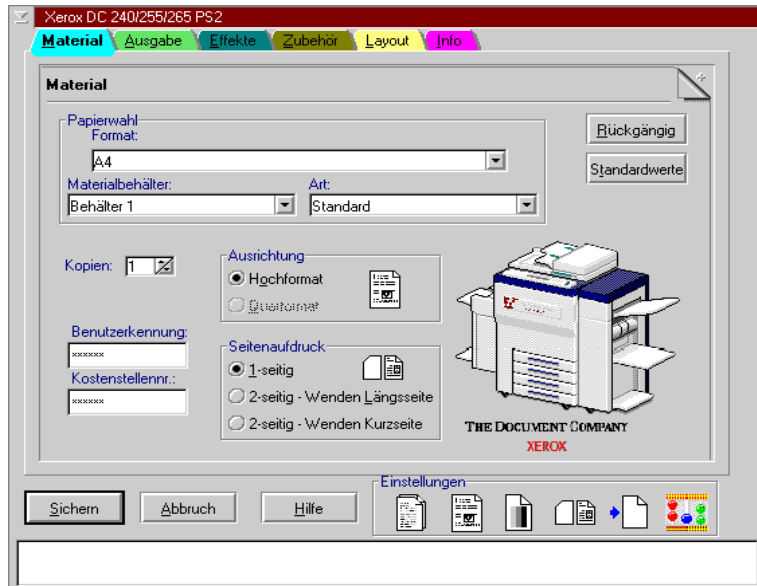 Xerox DC 240/255/265 PS2
Material Ausgabe Effekte Zubehör Layout Info
Material
Papierwahl
Format:
A4
Materialbehälter: Art:
Behälter 1 Standard
Rückgängig
Standardwerte
Kopien: 1
Ausrichtung
Hochformat
Querformat
Benutzerkennung:
××××××
Kostenstellennr.:
××××××
Seitenaufdruck
1-seitig
2-seitig - Wenden Längsseite
2-seitig - Wenden Kurzseite
THE DOCUMENT COMPANY
XEROX
Sichern Abbruch Hilfe
Einstellungen